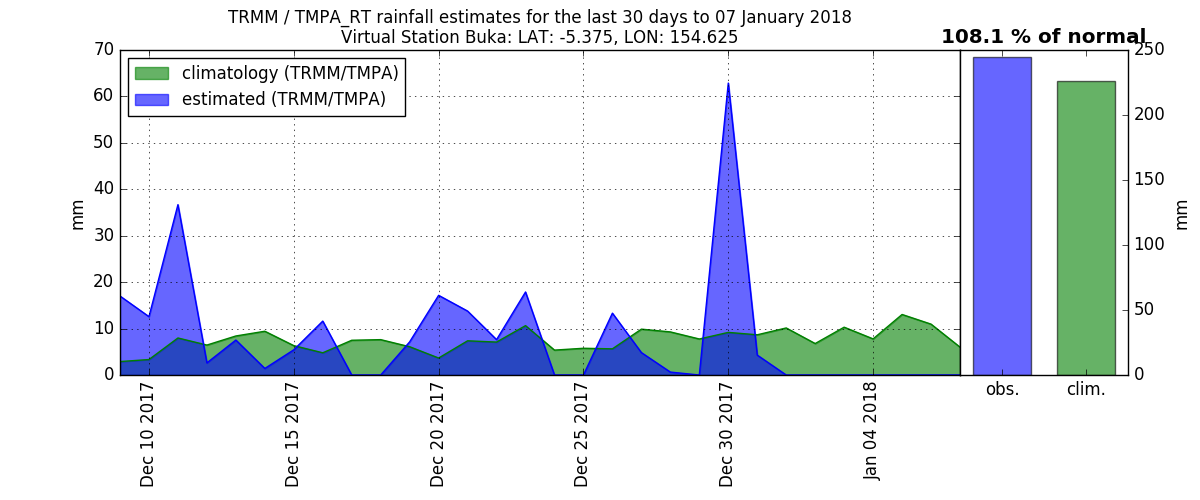 TRMM / TMPA_RT rainfall estimates for the last 30 days to 07 January 2018
Virtual Station Buka: LAT: -5.375, LON: 154.625
108.1 % of normal
climatology (TRMM/TMPA)
estimated (TRMM/TMPA)
mm
70
60
50
40
30
20
10
0
Dec 10 2017
Dec 15 2017
Dec 20 2017
Dec 25 2017
Dec 30 2017
Jan 04 2018
obs.
clim.
250
200
150
100
50
0
mm